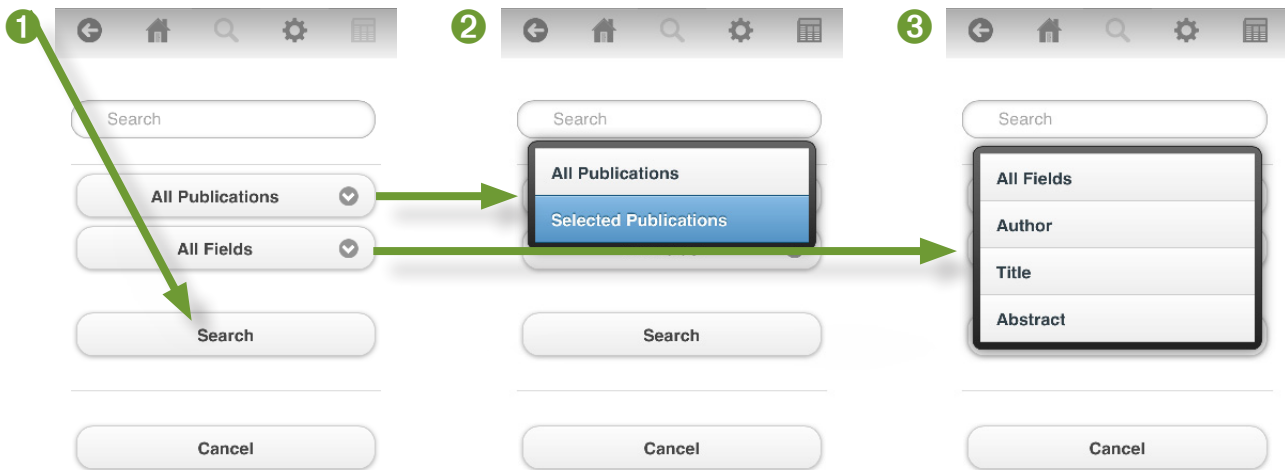 1
Search
All Publications
All Fields
Search
Cancel
2
Search
All Publications
Selected Publications
Search
Cancel
3
Search
All Fields
Author
Title
Abstract
Cancel